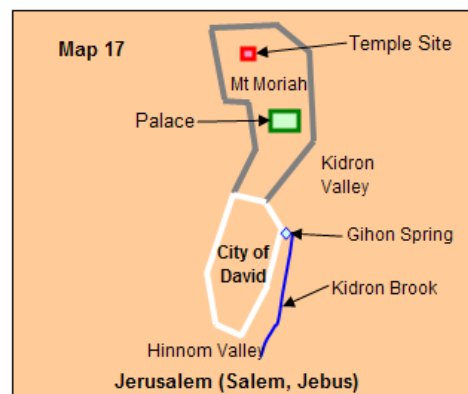 Map 17
Temple Site
Mt Moriah
Palace
Kidron
Valley
Gihon Spring
City of
David
Kidron Brook
Hinnom Valley
Jerusalem (Salem, Jebus)